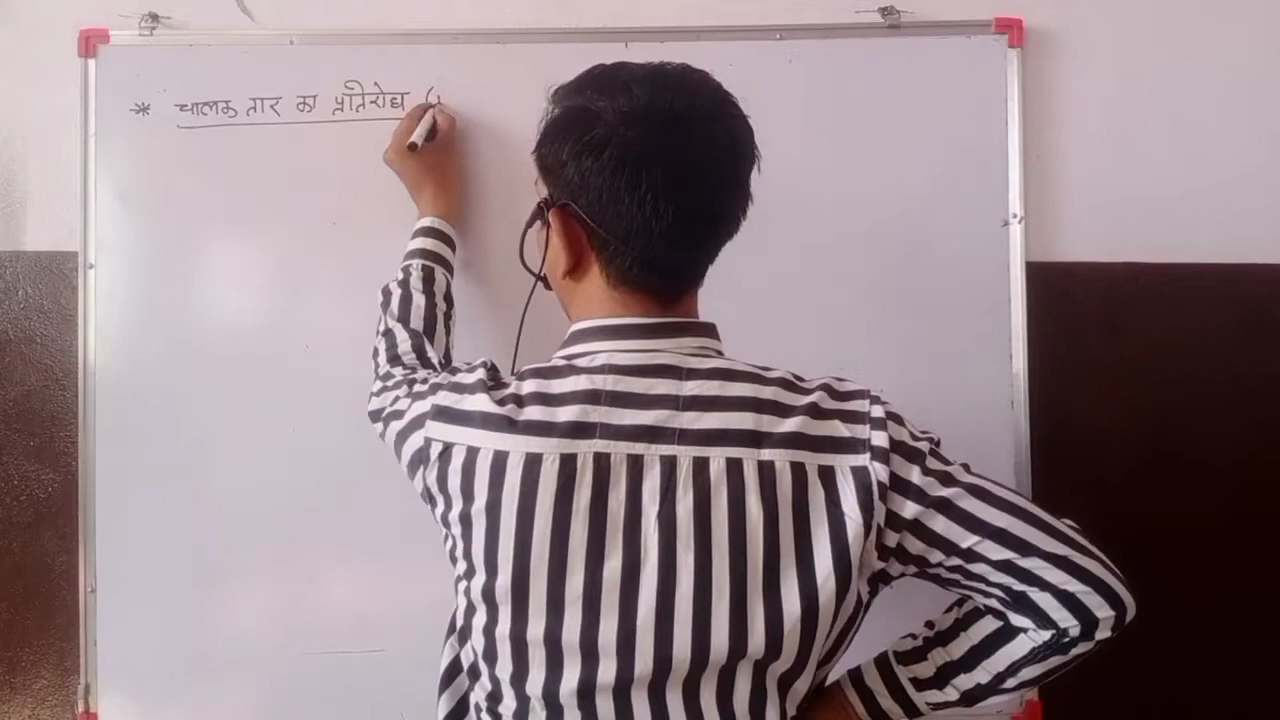 * चालक तार का प्रतिरोध (